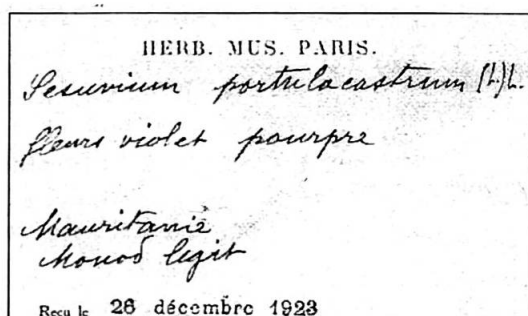 HERB. MUS. PARIS.
Sesuvium portulacastrum (L)L.
fleurs violet pourpre
Mauritanie
Monod legit
Reçu le 26 décembre 1923